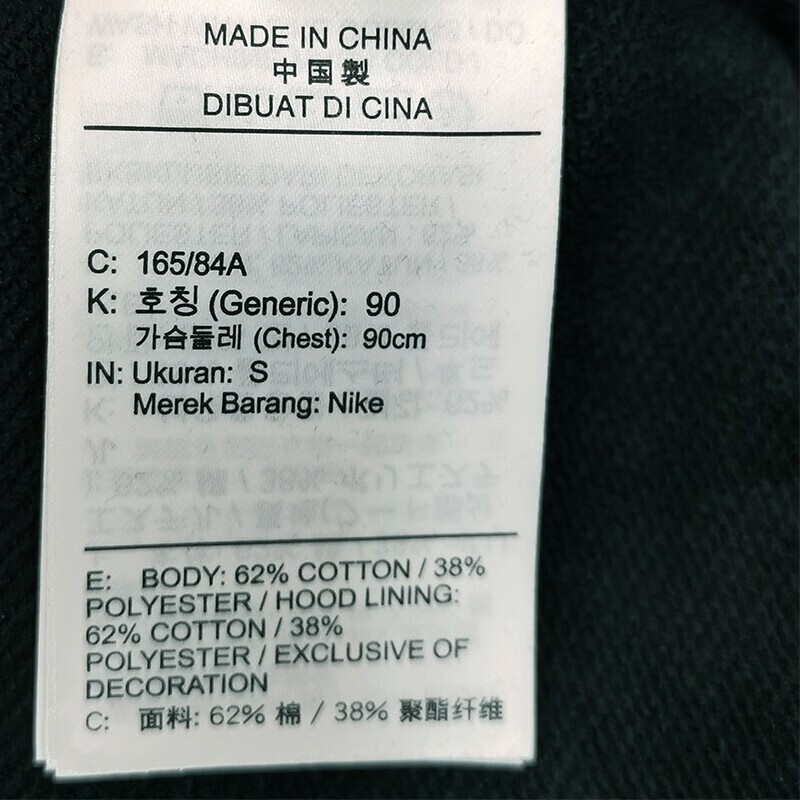 MADE IN CHINA
中国製
DIBUAT DI CINA
C: 165/84A
K: 호칭 (Generic): 90
가슴둘레 (Chest): 90cm
IN: Ukuran: S
Merek Barang: Nike
E: BODY: 62% COTTON / 38%
POLYESTER / HOOD LINING:
62% COTTON / 38%
POLYESTER / EXCLUSIVE OF
DECORATION
C: 面料: 62% 棉 / 38% 聚酯纤维